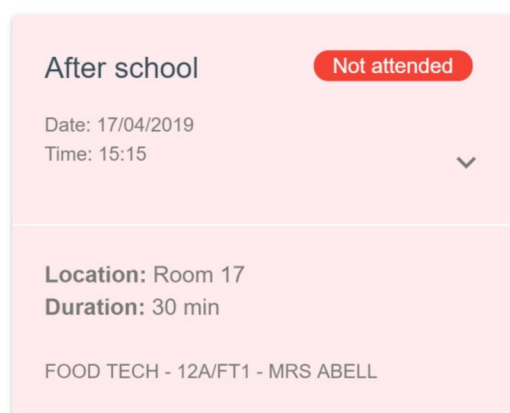 After school
Not attended
Date: 17/04/2019
Time: 15:15
Location: Room 17
Duration: 30 min
FOOD TECH - 12A/FT1 - MRS ABELL